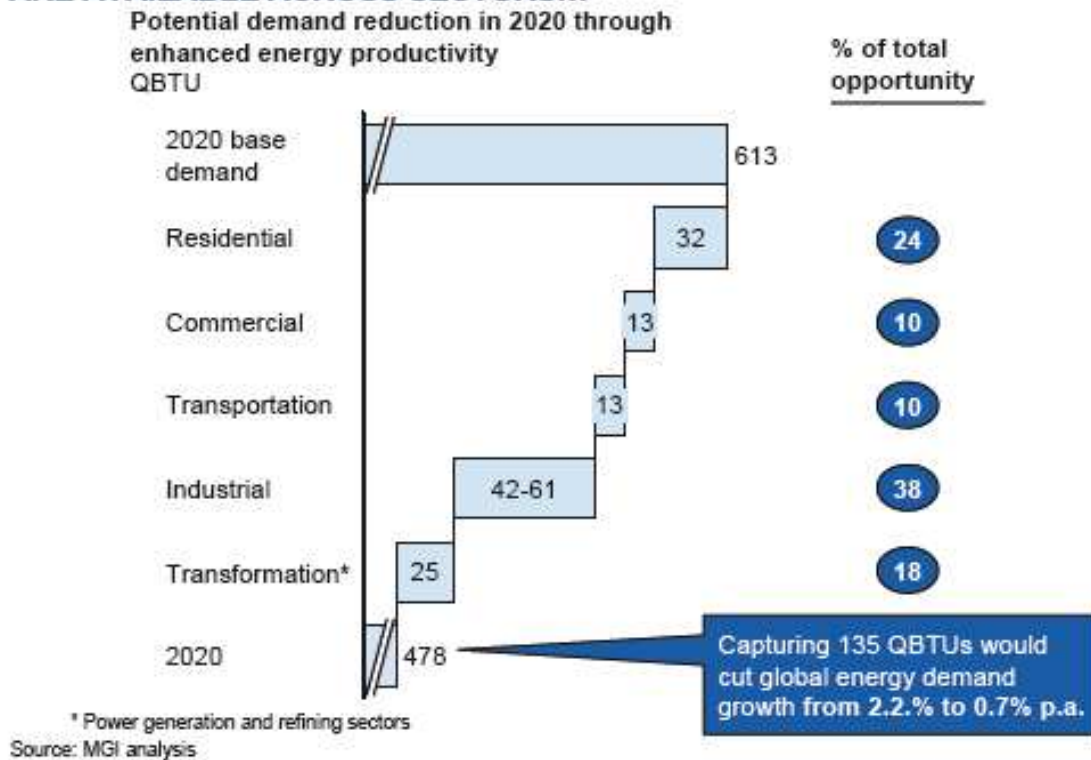 Potential demand reduction in 2020 through
enhanced energy productivity
QBTU
% of total
opportunity
2020 base
demand
613
Residential
32
24
Commercial
13
10
Transportation
13
10
Industrial
42-61
38
Transformation*
25
18
2020
478
Capturing 135 QBTUs would
cut global energy demand
growth from 2.2.% to 0.7% p.a.
* Power generation and refining sectors
Source: MGI analysis